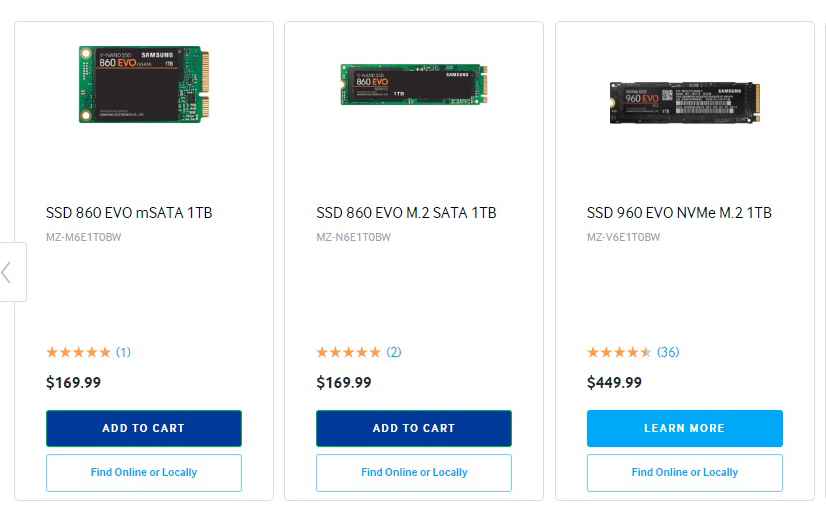 V-NAND SSD
860 EVO mSATA
SAMSUNG
1TB
V-NAND SSD
860 EVO
SAMSUNG
1TB
NVMe SSD
960 EVO
SAMSUNG
SSD 860 EVO mSATA 1TB
MZ-M6E1T0BW
★★★★★ (1)
$169.99
ADD TO CART
Find Online or Locally
SSD 860 EVO M.2 SATA 1TB
MZ-N6E1T0BW
★★★★★ (2)
$169.99
ADD TO CART
Find Online or Locally
SSD 960 EVO NVMe M.2 1TB
MZ-V6E1T0BW
(36)
$449.99
LEARN MORE
Find Online or Locally